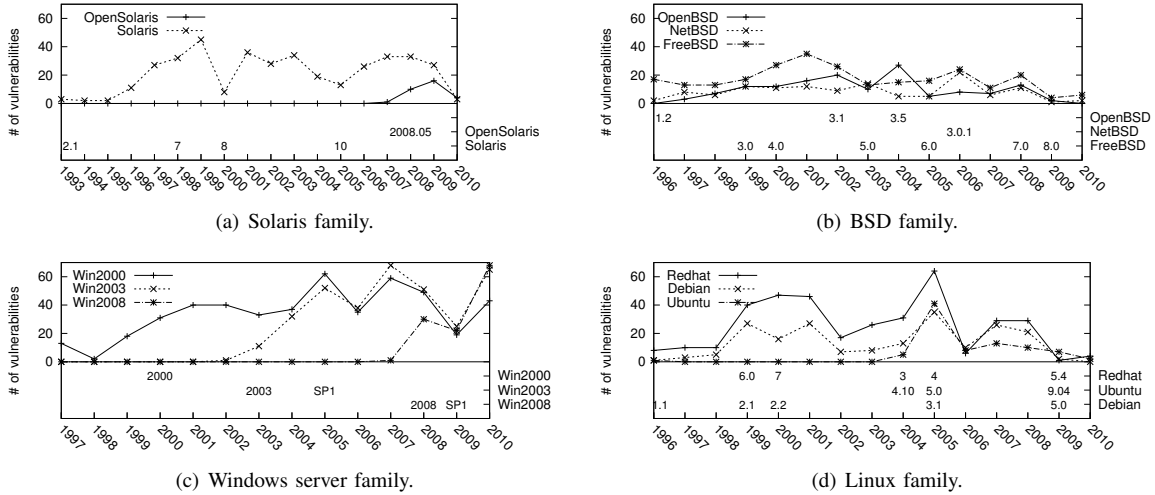 # of vulnerabilities
60
40
20
0
OpenSolaris
Solaris
2008.05
OpenSolaris
2.1 7 8 10 Solaris
1993 1994 1995 1996 1997 1998 1999 2000 2001 2002 2003 2004 2005 2006 2007 2008 2009 2010
(a) Solaris family.
# of vulnerabilities
60
40
20
0
OpenBSD
NetBSD
FreeBSD
1.2 3.1 3.5 OpenBSD
3.0.1 NetBSD
3.0 4.0 5.0 6.0 7.0 8.0 FreeBSD
1996 1997 1998 1999 2000 2001 2002 2003 2004 2005 2006 2007 2008 2009 2010
(b) BSD family.
# of vulnerabilities
60
40
20
0
Win2000
Win2003
Win2008
2000 Win2000
2003 SP1 Win2003
2008 SP1 Win2008
1997 1998 1999 2000 2001 2002 2003 2004 2005 2006 2007 2008 2009 2010
(c) Windows server family.
# of vulnerabilities
60
40
20
0
Redhat
Debian
Ubuntu
6.0 7 3 4 5.4 Redhat
4.10 5.0 9.04 Ubuntu
1.1 2.1 2.2 3.1 5.0 Debian
1996 1997 1998 1999 2000 2001 2002 2003 2004 2005 2006 2007 2008 2009 2010
(d) Linux family.